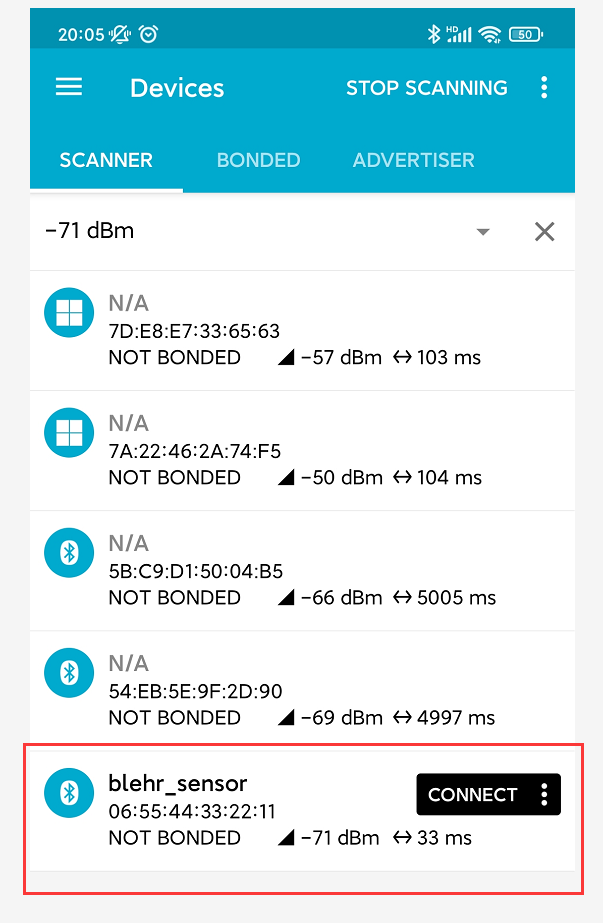 20:05 HD 50
Devices STOP SCANNING
SCANNER BONDED ADVERTISER
−71 dBm
N/A
7D:E8:E7:33:65:63
NOT BONDED −57 dBm ↔ 103 ms
N/A
7A:22:46:2A:74:F5
NOT BONDED −50 dBm ↔ 104 ms
N/A
5B:C9:D1:50:04:B5
NOT BONDED −66 dBm ↔ 5005 ms
N/A
54:EB:5E:9F:2D:90
NOT BONDED −69 dBm ↔ 4997 ms
blehr_sensor CONNECT
06:55:44:33:22:11
NOT BONDED −71 dBm ↔ 33 ms